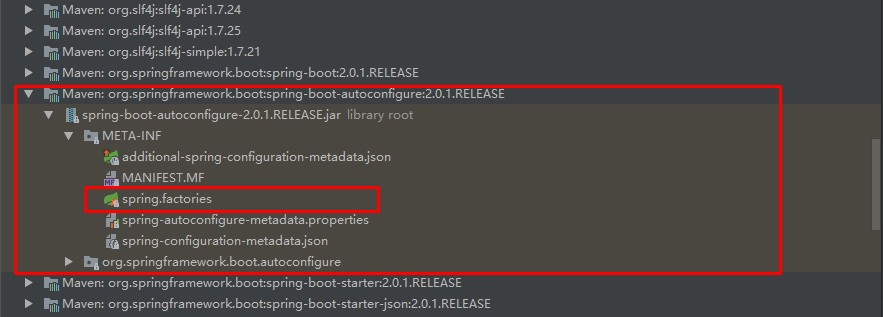 Maven: org.slf4j:slf4j-api:1.7.24
Maven: org.slf4j:slf4j-api:1.7.25
Maven: org.slf4j:slf4j-simple:1.7.21
Maven: org.springframework.boot:spring-boot:2.0.1.RELEASE
Maven: org.springframework.boot:spring-boot-autoconfigure:2.0.1.RELEASE
spring-boot-autoconfigure-2.0.1.RELEASE.jar library root
META-INF
additional-spring-configuration-metadata.json
MANIFEST.MF
spring.factories
spring-autoconfigure-metadata.properties
spring-configuration-metadata.json
org.springframework.boot.autoconfigure
Maven: org.springframework.boot:spring-boot-starter:2.0.1.RELEASE
Maven: org.springframework.boot:spring-boot-starter-json:2.0.1.RELEASE